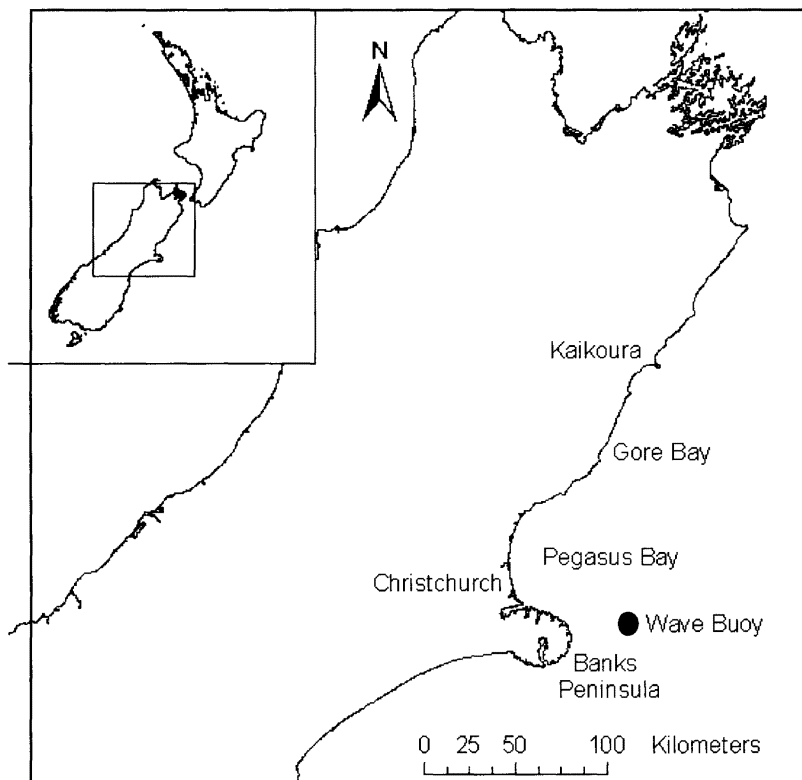 N
Kaikoura
Gore Bay
Pegasus Bay
Christchurch
Wave Buoy
Banks
Peninsula
0 25 50 100 Kilometers